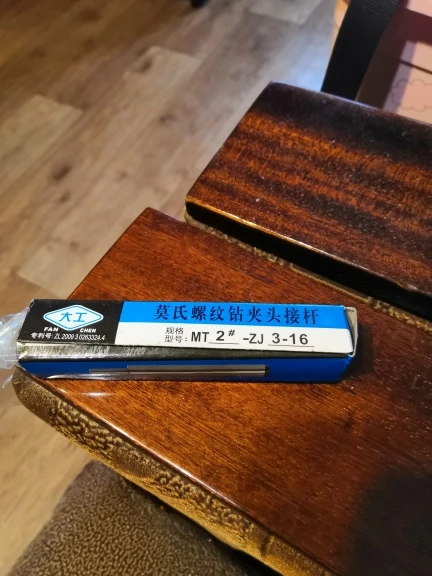 大工
FAN CHEN
专利号: ZL 2009 3 0263324.4
莫氏螺纹钻夹头接杆
规格
型号: MT 2# -ZJ 3-16